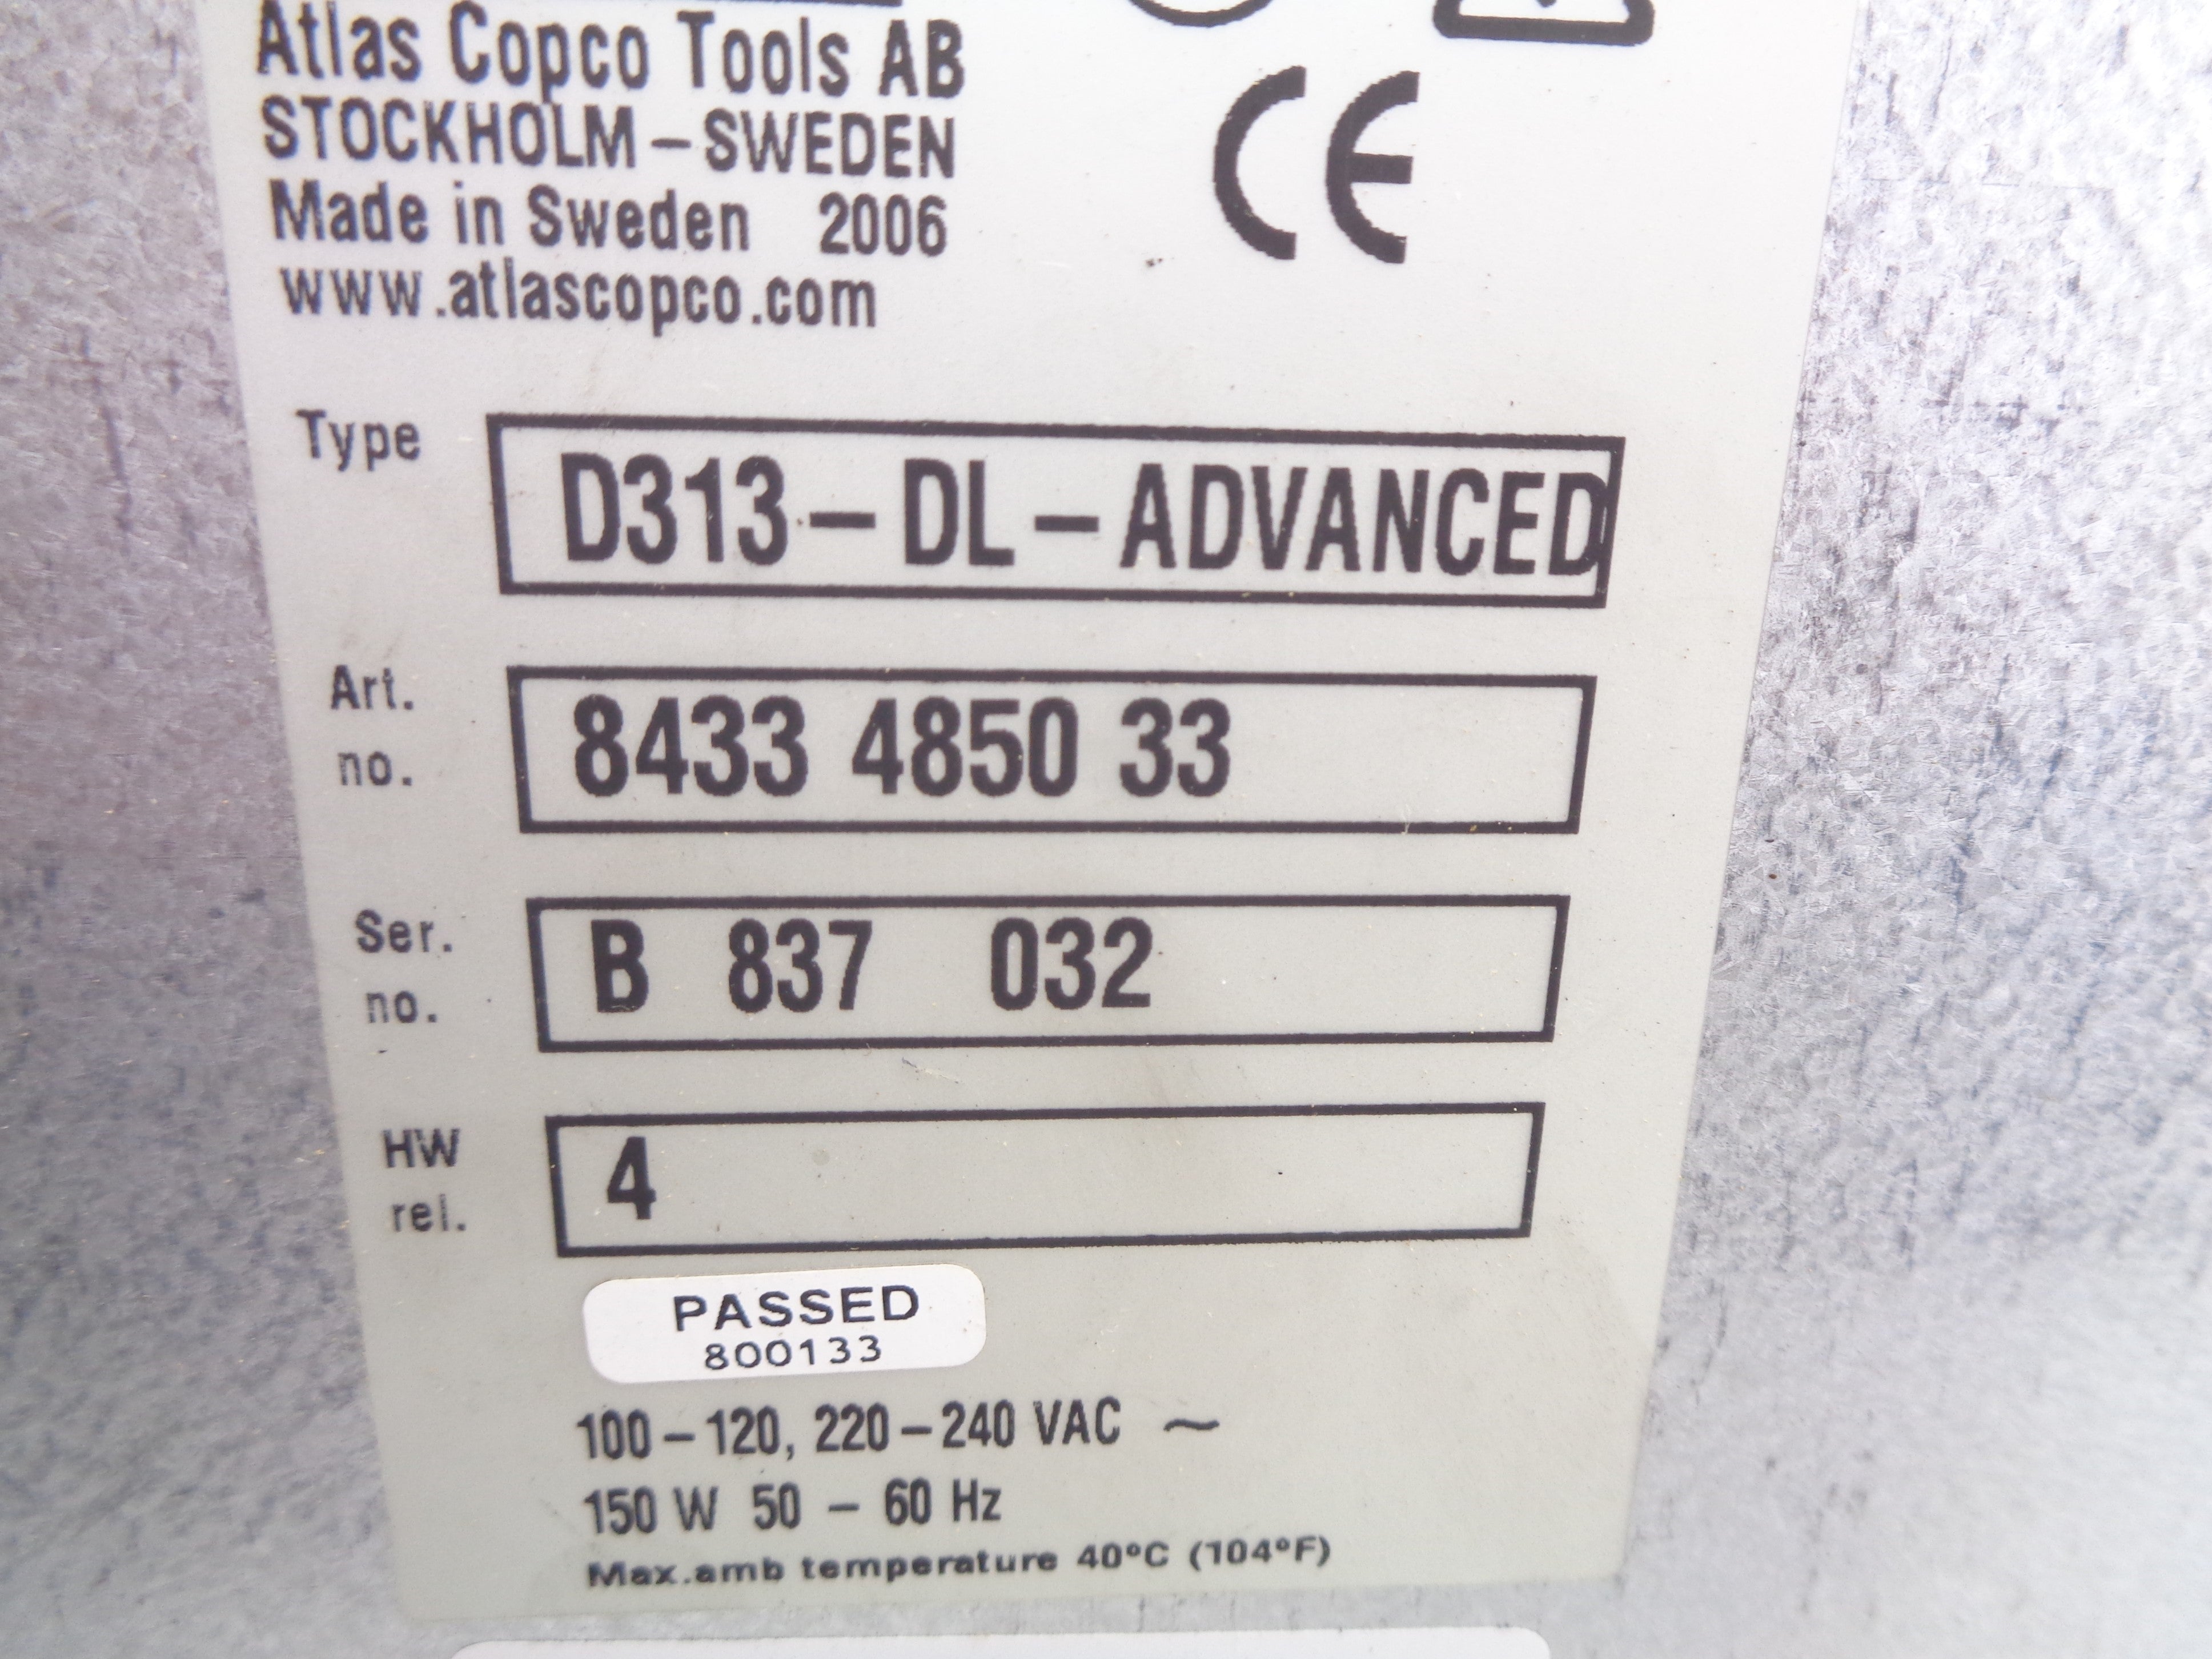 Atlas Copco Tools AB
STOCKHOLM – SWEDEN
Made in Sweden 2006
www.atlascopco.com
CE
Type D313 – DL – ADVANCED
Art. no. 8433 4850 33
Ser. no. B 837 032
HW rel. 4
PASSED
800133
100 – 120, 220 – 240 VAC ~
150 W 50 – 60 Hz
Max.amb temperature 40°C (104°F)